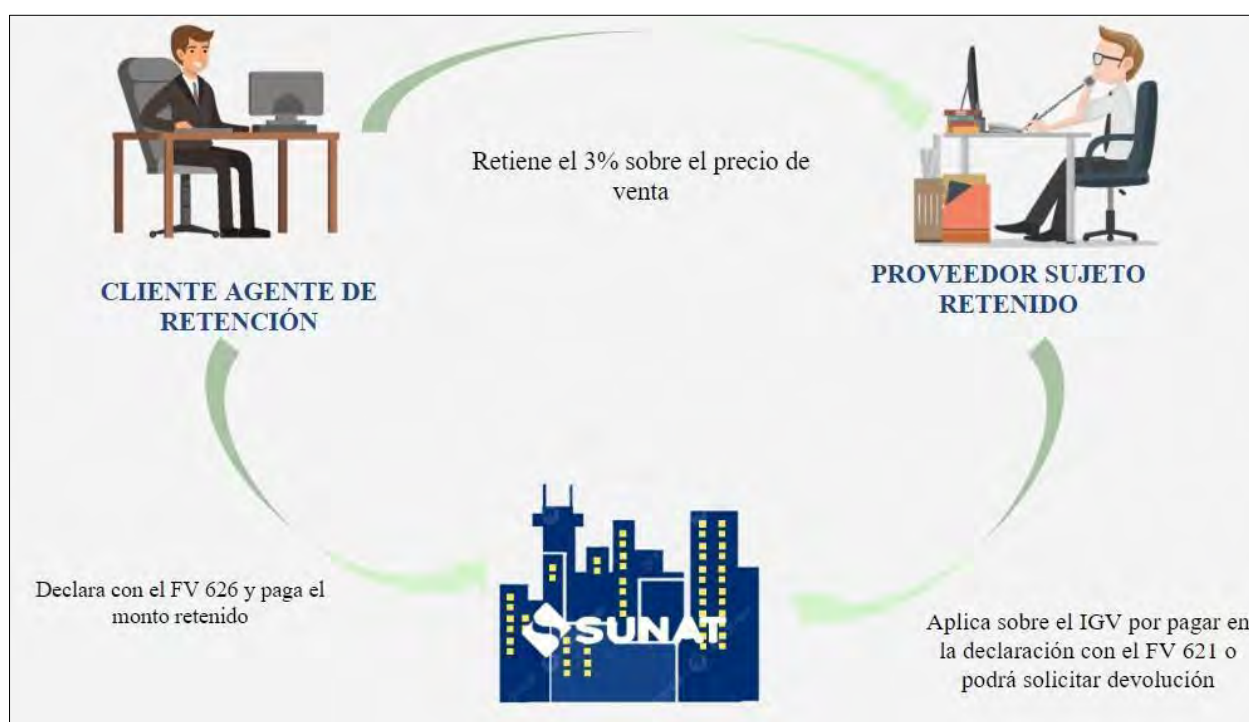 Retiene el 3% sobre el precio de
venta
CLIENTE AGENTE DE
RETENCIÓN
PROVEEDOR SUJETO
RETENIDO
Declara con el FV 626 y paga el
monto retenido
SUNAT
Aplica sobre el IGV por pagar en
la declaración con el FV 621 o
podrá solicitar devolución